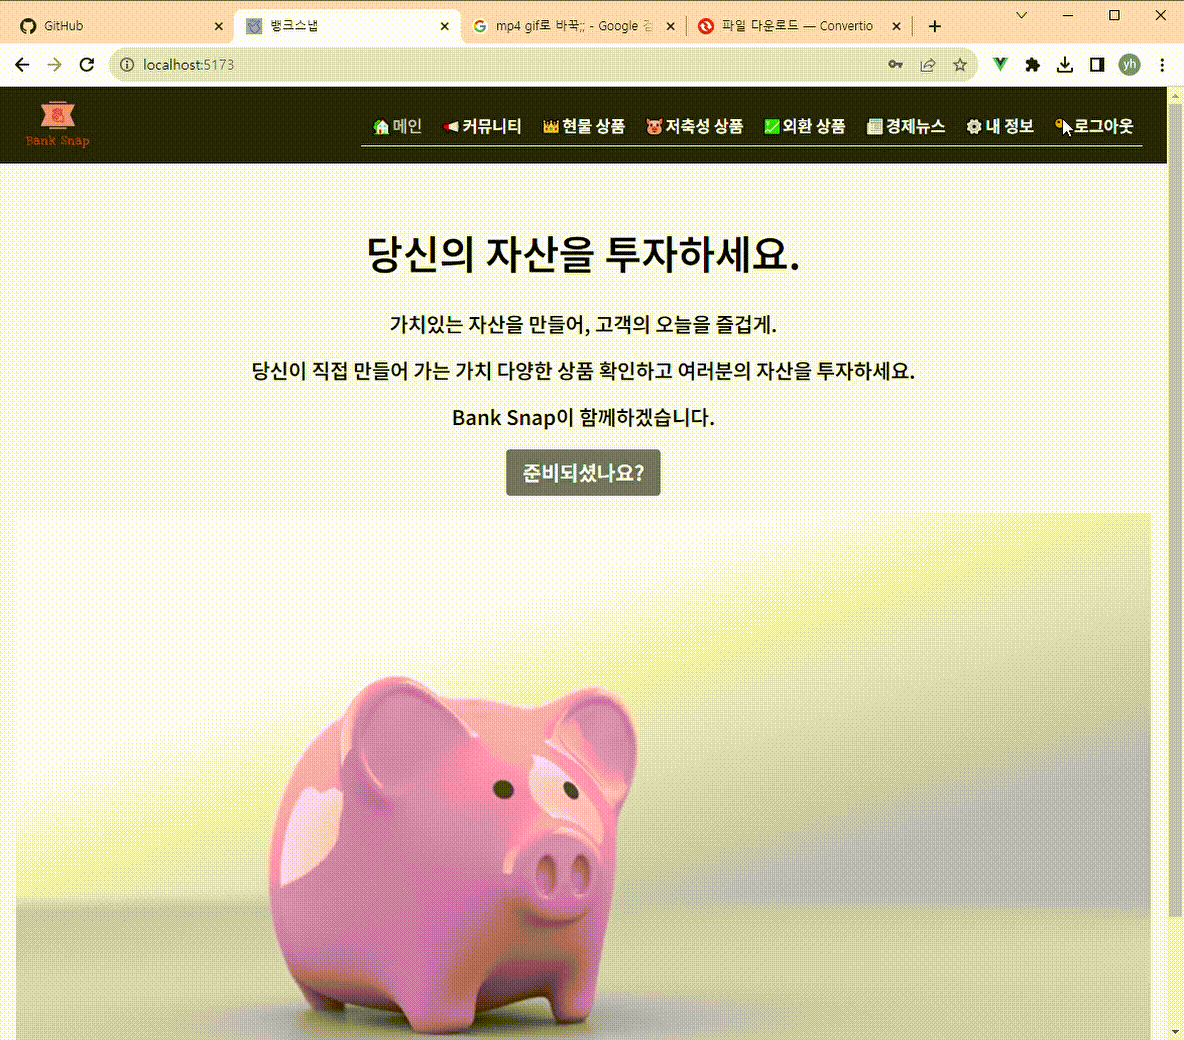 GitHub
뱅크스냅
mp4 gif로 바꾹;; - Google 검
파일 다운로드 — Convertio
localhost:5173
yh
Bank Snap
메인
커뮤니티
현물 상품
저축성 상품
외환 상품
경제뉴스
내 정보
로그아웃
당신의 자산을 투자하세요.
가치있는 자산을 만들어, 고객의 오늘을 즐겁게.
당신이 직접 만들어 가는 가치 다양한 상품 확인하고 여러분의 자산을 투자하세요.
Bank Snap이 함께하겠습니다.
준비되셨나요?